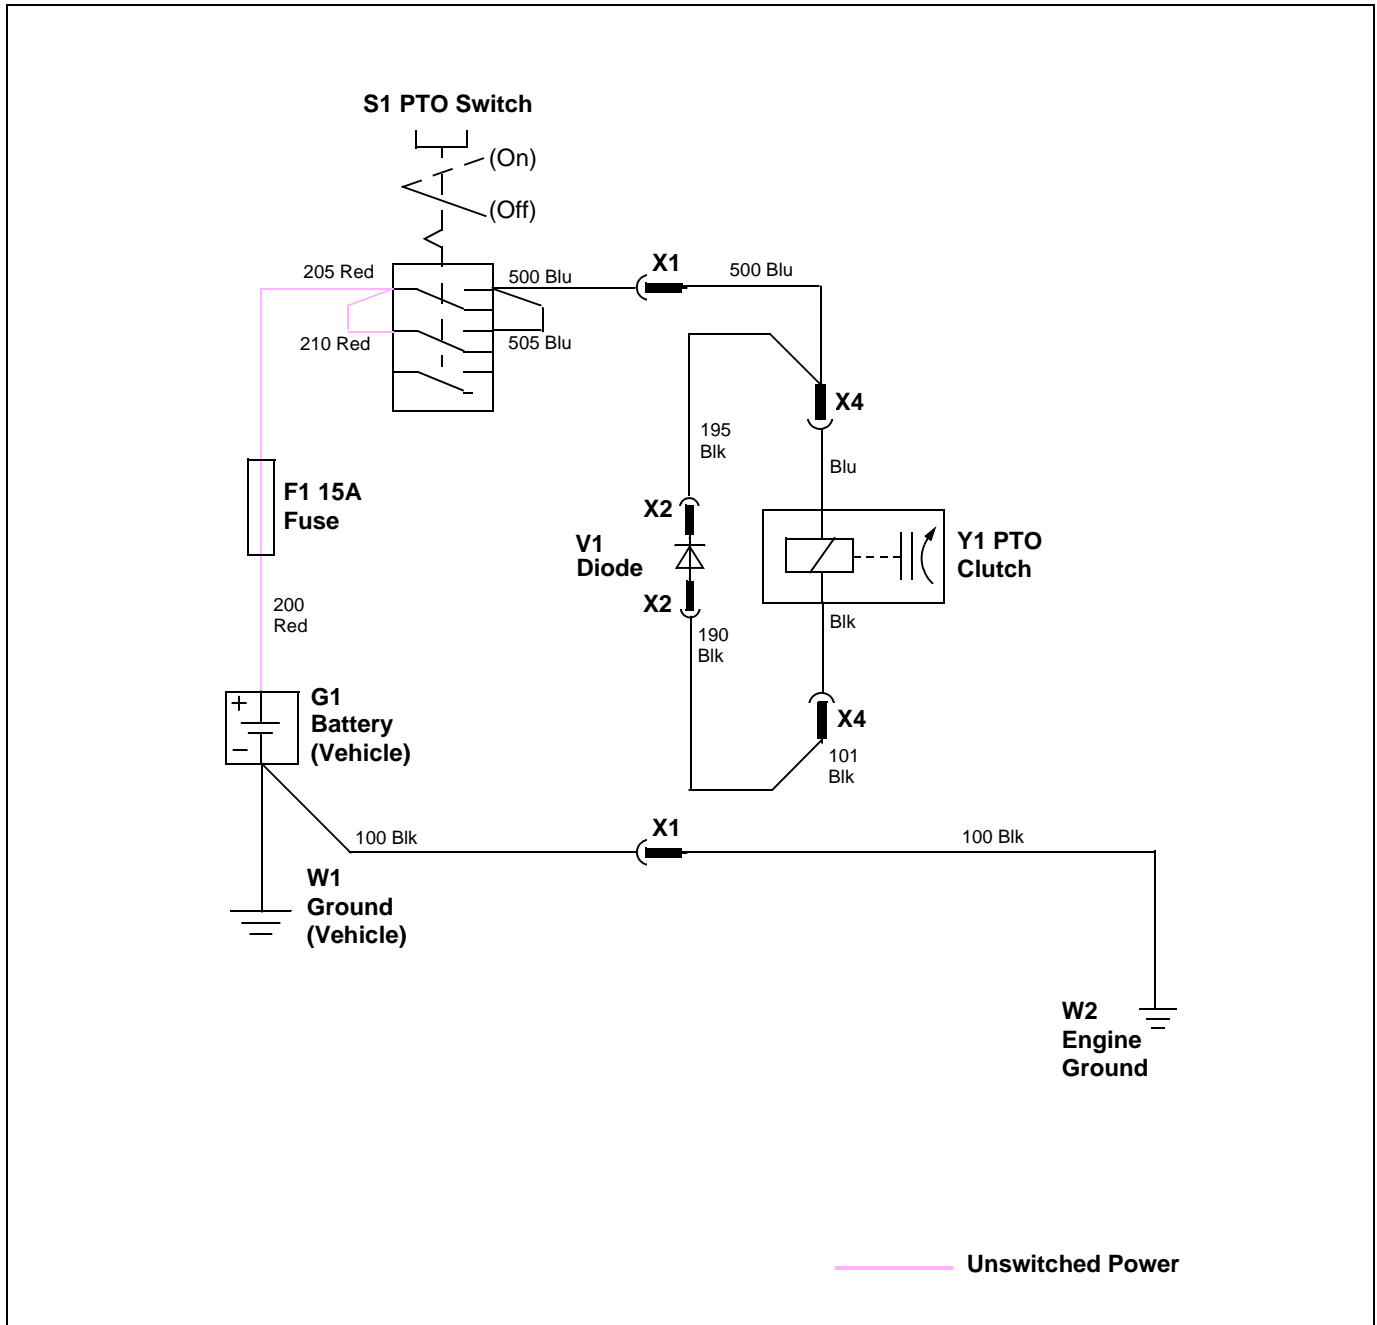 S1 PTO Switch
(On)
(Off)
205 Red
500 Blu
X1
500 Blu
210 Red
505 Blu
X4
195
Blk
Blu
F1 15A
Fuse
X2
V1
Diode
Y1 PTO
Clutch
X2
200
Red
190
Blk
Blk
+
−
G1
Battery
(Vehicle)
X4
101
Blk
100 Blk
X1
100 Blk
W1
Ground
(Vehicle)
W2
Engine
Ground
Unswitched Power